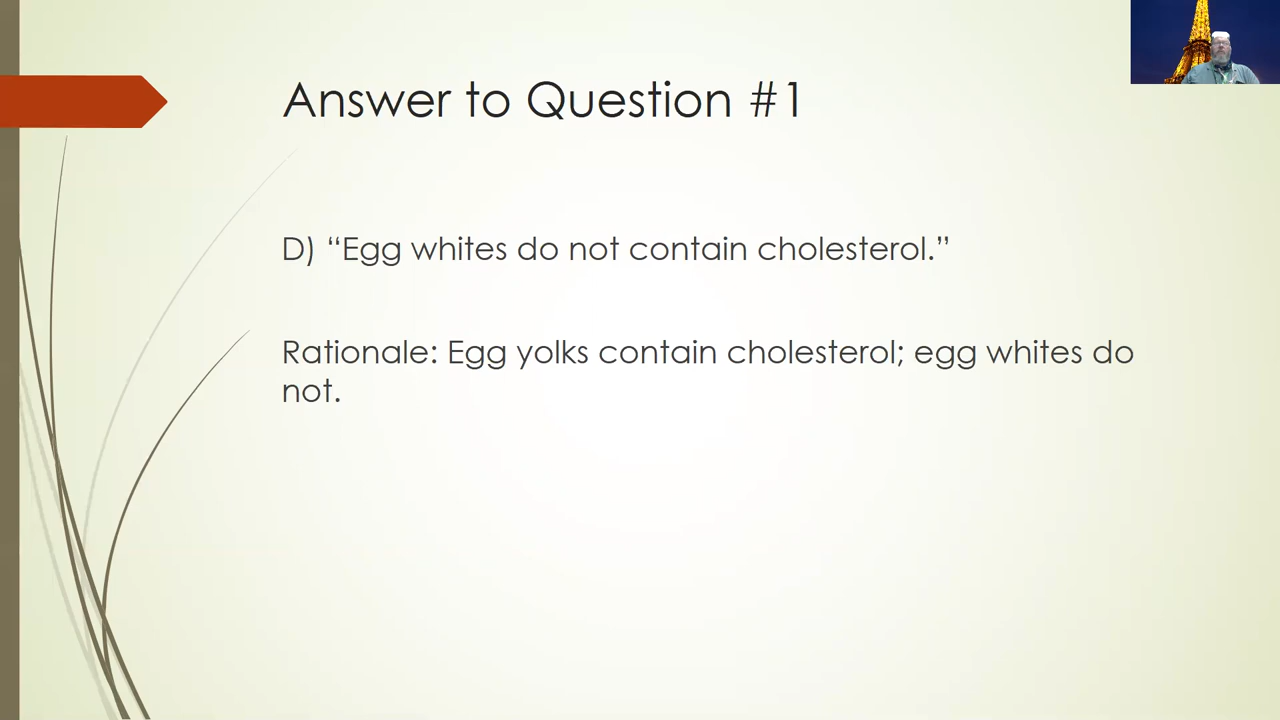 Answer to Question #1
D) “Egg whites do not contain cholesterol.”
Rationale: Egg yolks contain cholesterol; egg whites do
not.